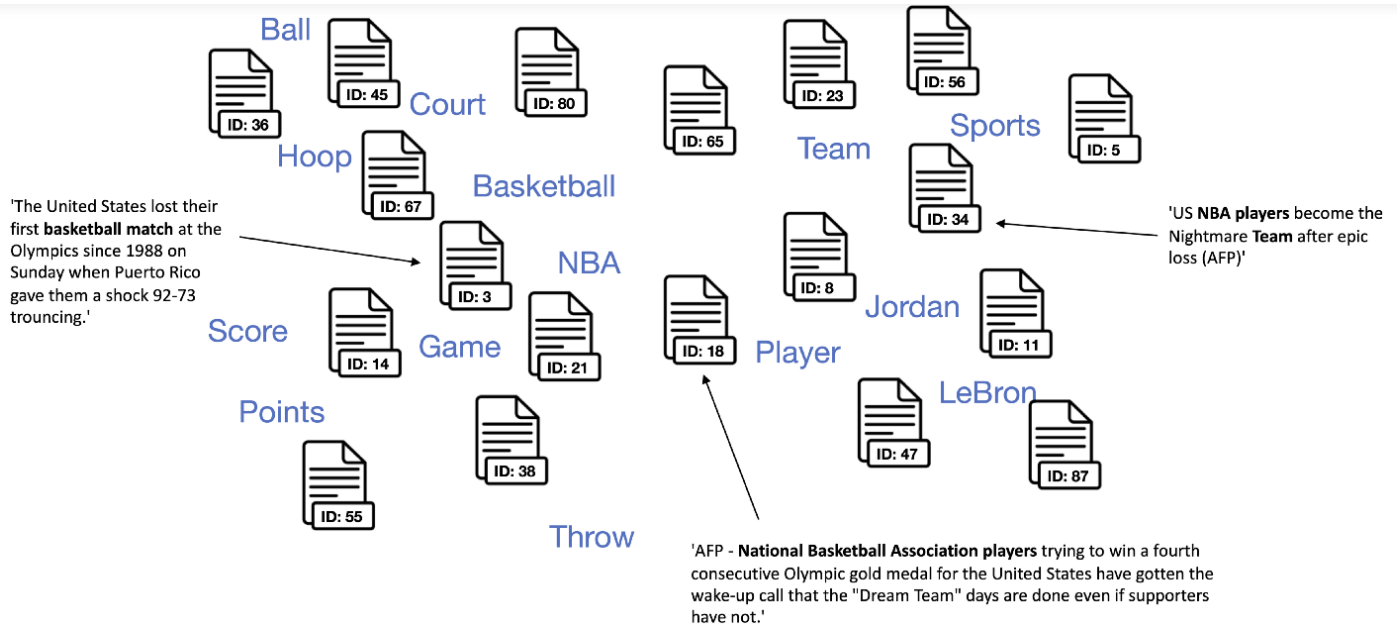 Ball
ID: 36
ID: 45
Court
ID: 80
ID: 65
ID: 23
ID: 56
Sports
ID: 5
Hoop
ID: 67
Basketball
Team
ID: 34
'The United States lost their
first basketball match at the
Olympics since 1988 on
Sunday when Puerto Rico
gave them a shock 92-73
trouncing.'
'US NBA players become the
Nightmare Team after epic
loss (AFP)'
ID: 3
NBA
ID: 8
Jordan
Score
ID: 14
Game
ID: 21
ID: 18
Player
ID: 11
LeBron
Points
ID: 38
ID: 47
ID: 87
ID: 55
Throw
'AFP - National Basketball Association players trying to win a fourth
consecutive Olympic gold medal for the United States have gotten the
wake-up call that the "Dream Team" days are done even if supporters
have not.'